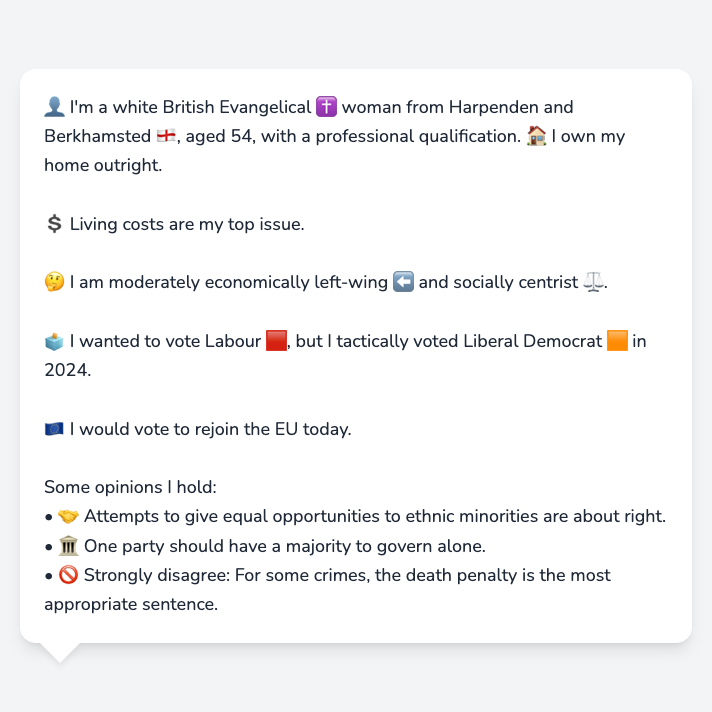 👤 I'm a white British Evangelical ✝️ woman from Harpenden and
Berkhamsted 🏴󠁧󠁢󠁥󠁮󠁧󠁿, aged 54, with a professional qualification. 🏠 I own my
home outright.
💲 Living costs are my top issue.
🤔 I am moderately economically left-wing ⬅️ and socially centrist ⚖️.
🗳️ I wanted to vote Labour 🟥, but I tactically voted Liberal Democrat 🟧 in
2024.
🇪🇺 I would vote to rejoin the EU today.
Some opinions I hold:
• 🤝 Attempts to give equal opportunities to ethnic minorities are about right.
• 🏛️ One party should have a majority to govern alone.
• 🚫 Strongly disagree: For some crimes, the death penalty is the most
appropriate sentence.